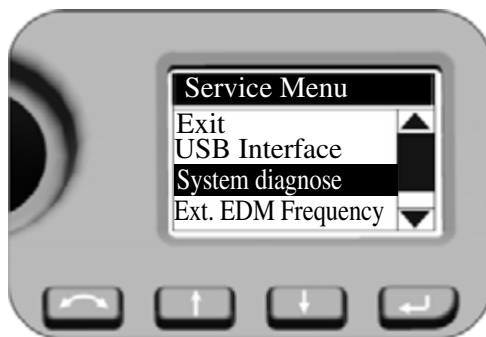 Service Menu
Exit
USB Interface
System diagnose
Ext. EDM Frequency